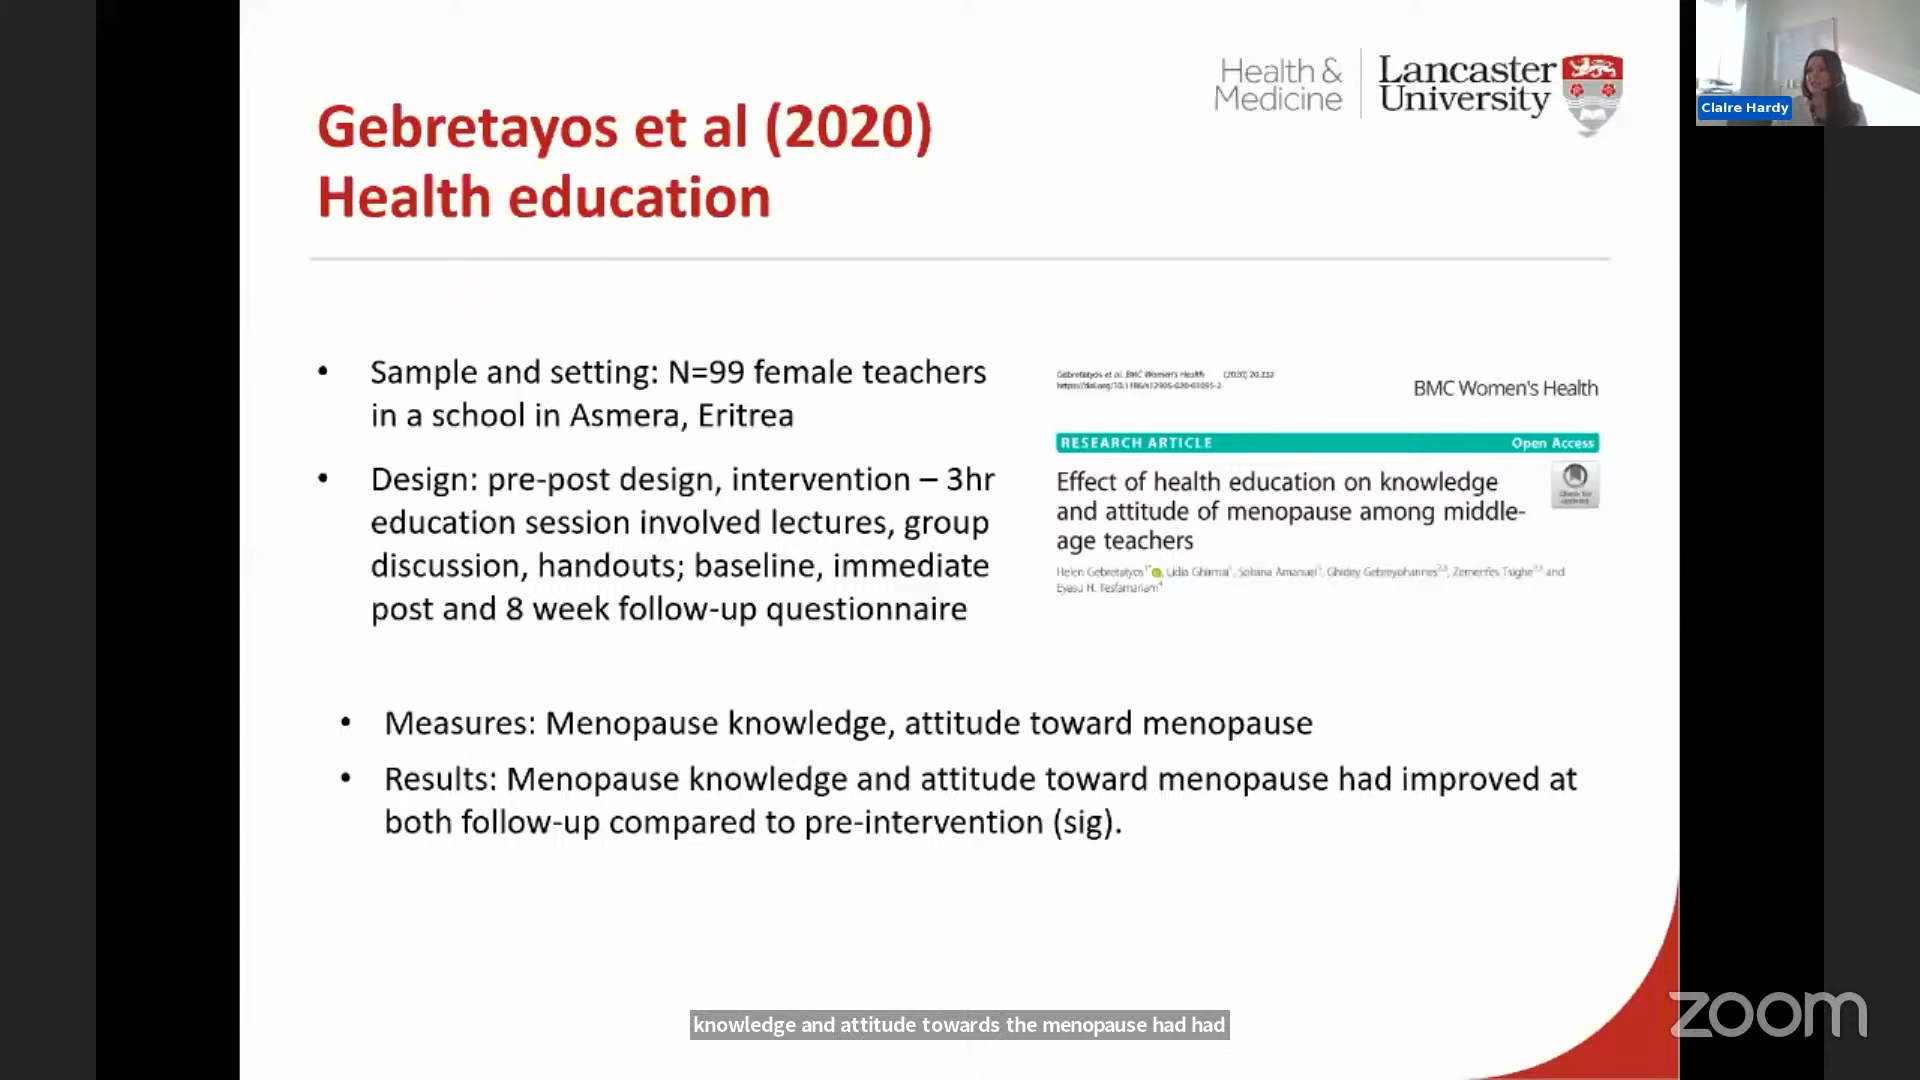 Health &
Medicine
Lancaster
University
Claire Hardy
Gebretayos et al (2020)
Health education
• Sample and setting: N=99 female teachers
in a school in Asmera, Eritrea
• Design: pre-post design, intervention – 3hr
education session involved lectures, group
discussion, handouts; baseline, immediate
post and 8 week follow-up questionnaire
Gebretatyos et al. BMC Women's Health (2020) 20:232
https://doi.org/10.1186/s12905-020-01095-2
BMC Women's Health
RESEARCH ARTICLE Open Access
Effect of health education on knowledge
and attitude of menopause among middle-
age teachers
Check for
updates
Helen Gebretatyos, Lidia Ghirmai, Soliana Amanuel, Ghidey Gebreyohannes, Zemenfes Tsighe and
Eyasu H. Tesfamariam
• Measures: Menopause knowledge, attitude toward menopause
• Results: Menopause knowledge and attitude toward menopause had improved at
both follow-up compared to pre-intervention (sig).
knowledge and attitude towards the menopause had had
zoom